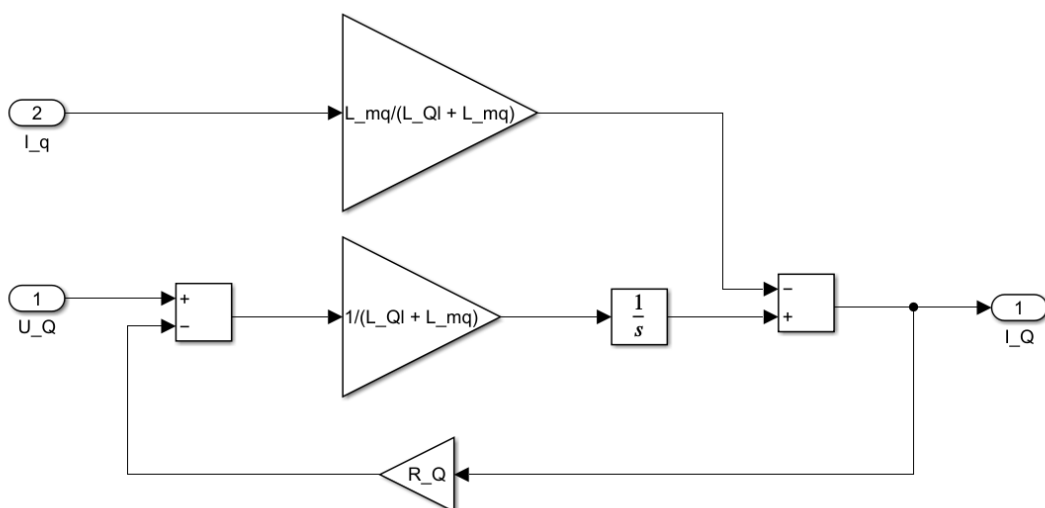 2
I_q
L_mq/(L_Ql + L_mq)
−
+
1
U_Q
+
−
1/(L_Ql + L_mq)
1
s
1
I_Q
R_Q